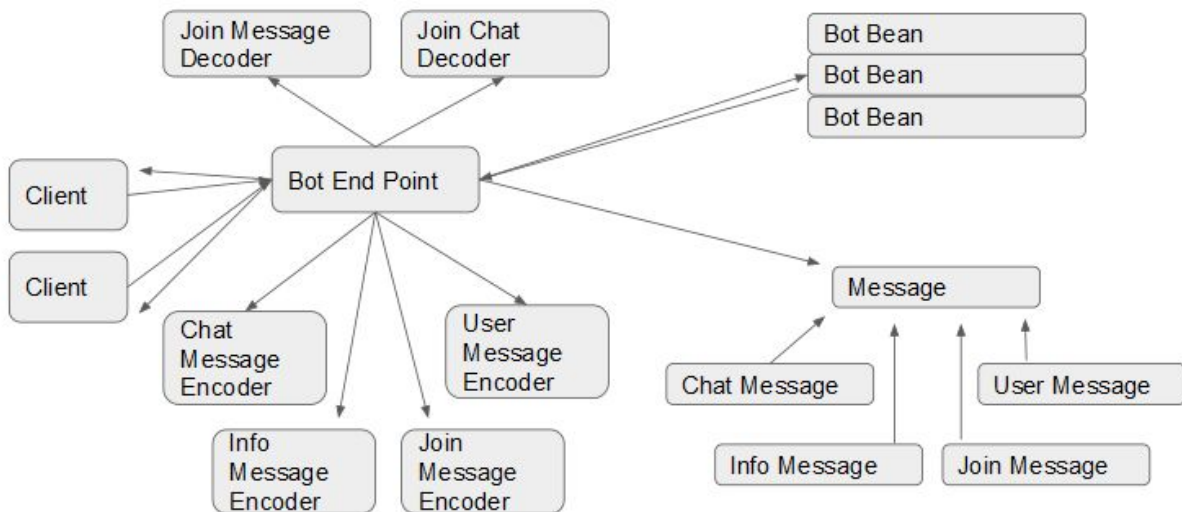 Join Message
Decoder
Join Chat
Decoder
Bot Bean
Bot Bean
Bot Bean
Client
Bot End Point
Client
Message
Chat
Message
Encoder
User
Message
Encoder
Chat Message
User Message
Info
Message
Encoder
Join
Message
Encoder
Info Message
Join Message